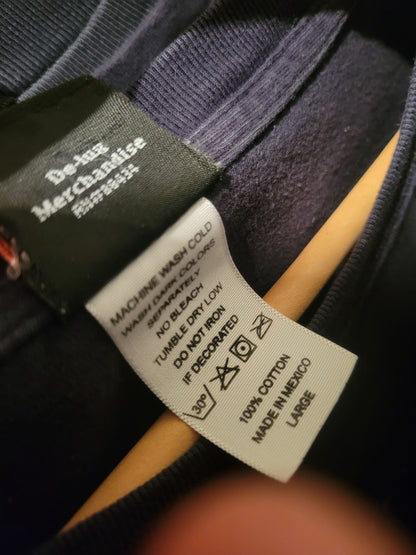 De-lug
Merchandise
MACHINE WASH COLD
WASH DARK COLORS
SEPARATELY
NO BLEACH
TUMBLE DRY LOW
DO NOT IRON
IF DECORATED
30°
100% COTTON
MADE IN MEXICO
LARGE